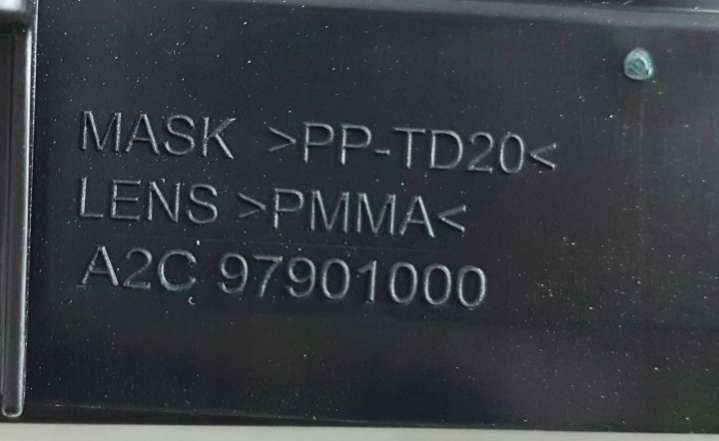 MASK >PP-TD20<
LENS >PMMA<
A2C 97901000